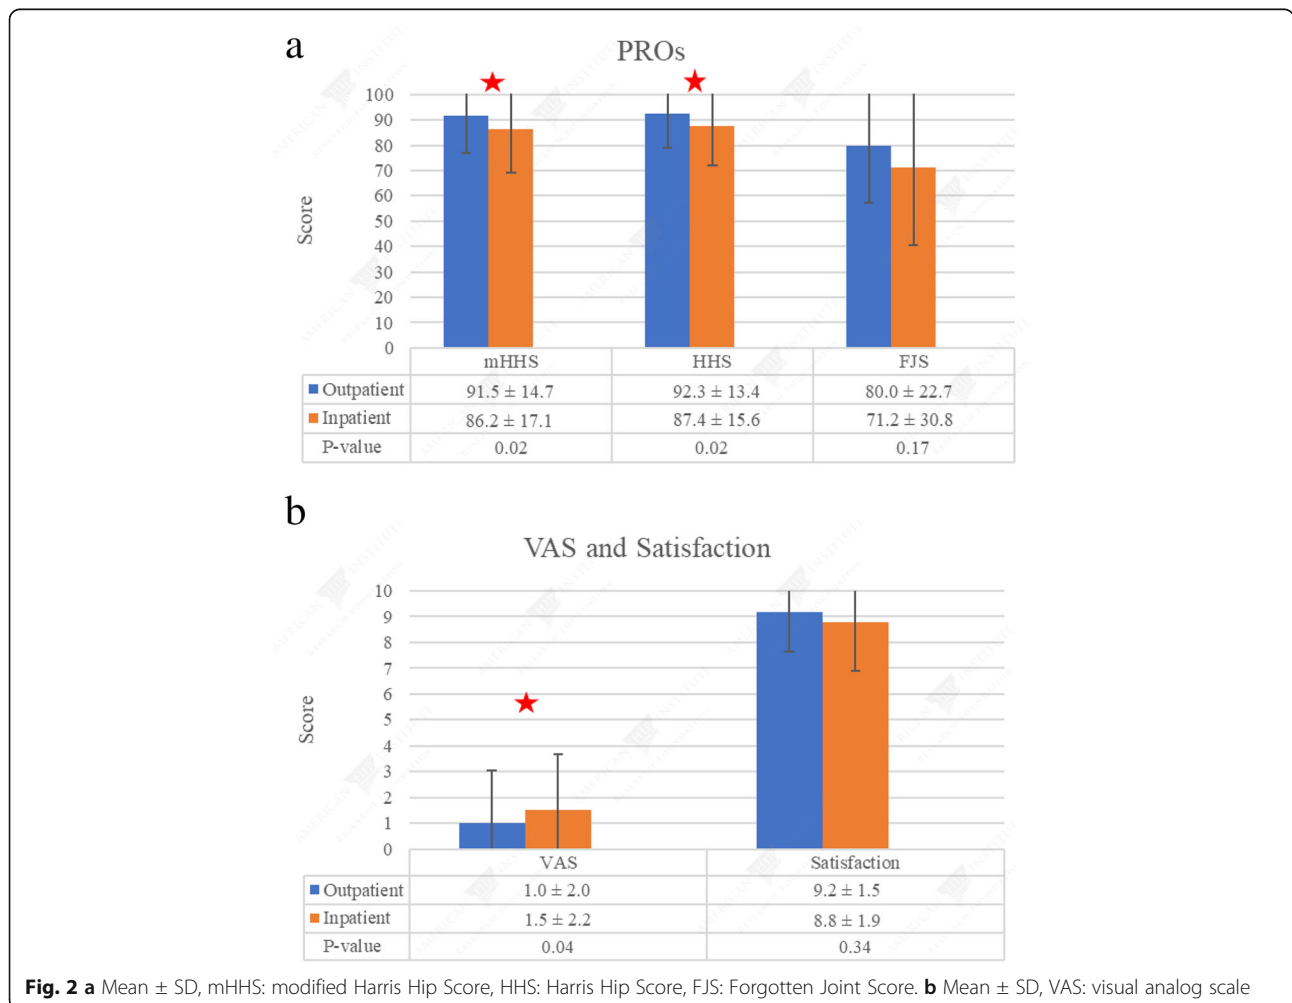 a
PROs
Score
100
90
80
70
60
50
40
30
20
10
0
mHHS HHS FJS
Outpatient 91.5 ± 14.7 92.3 ± 13.4 80.0 ± 22.7
Inpatient 86.2 ± 17.1 87.4 ± 15.6 71.2 ± 30.8
P-value 0.02 0.02 0.17
b
VAS and Satisfaction
Score
10
9
8
7
6
5
4
3
2
1
0
VAS Satisfaction
Outpatient 1.0 ± 2.0 9.2 ± 1.5
Inpatient 1.5 ± 2.2 8.8 ± 1.9
P-value 0.04 0.34
Fig. 2 a Mean ± SD, mHHS: modified Harris Hip Score, HHS: Harris Hip Score, FJS: Forgotten Joint Score. b Mean ± SD, VAS: visual analog scale